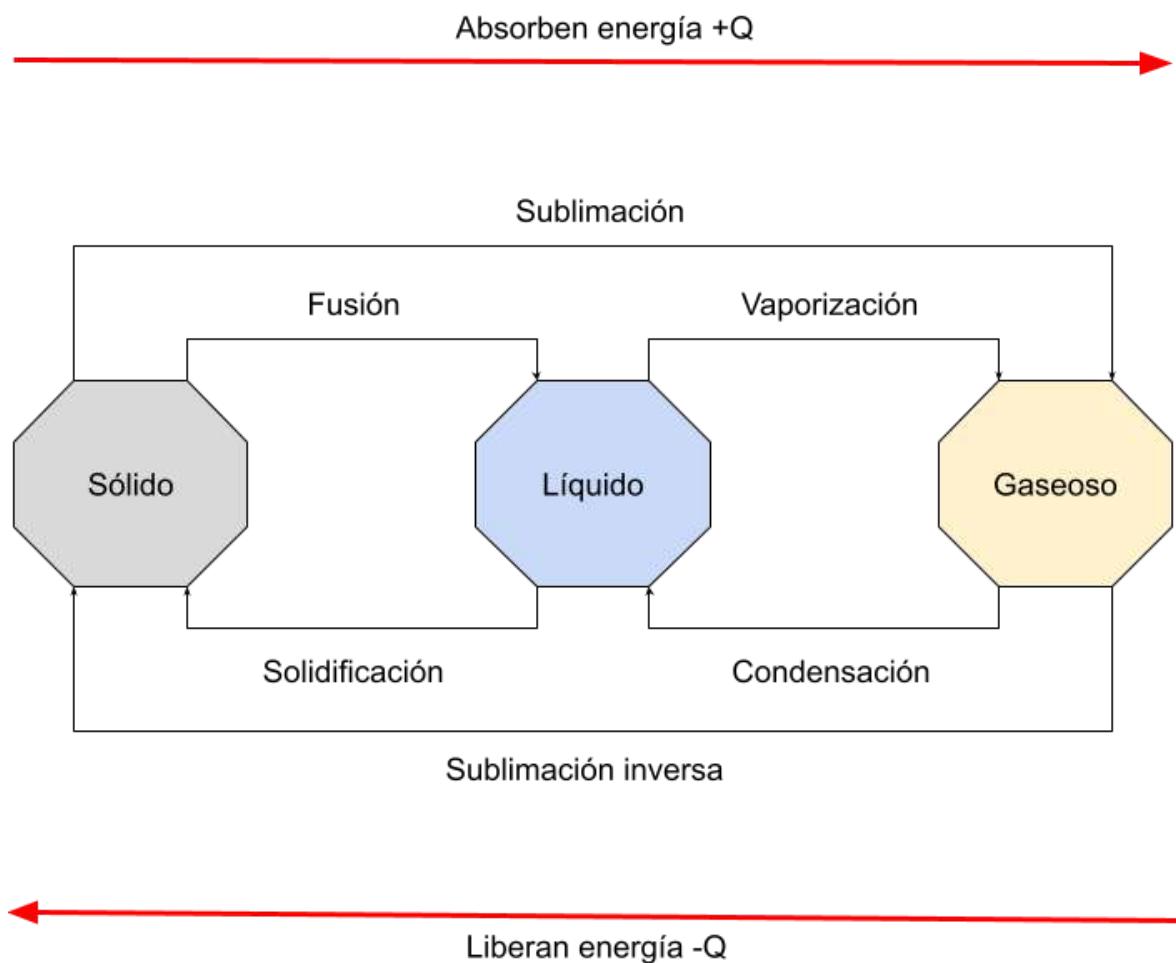 Absorben energía +Q
Sublimación
Fusión
Vaporización
Sólido
Líquido
Gaseoso
Solidificación
Condensación
Sublimación inversa
Liberan energía -Q